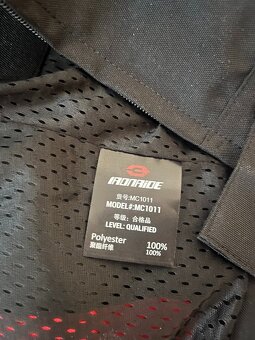 IRONRIDE
货号:MC1011
MODEL#:MC1011
等级: 合格品
LEVEL: QUALIFIED
Polyester 100%
聚酯纤维 100%